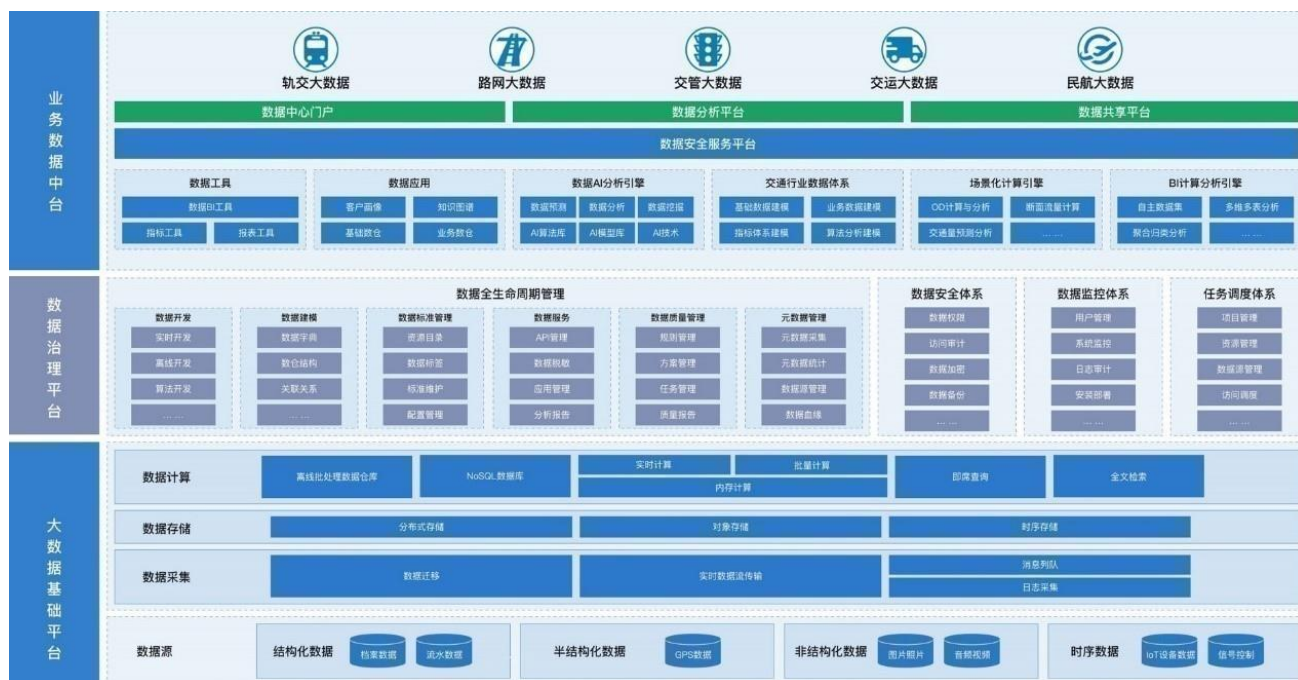 业务数据中台
轨交大数据 路网大数据 交管大数据 交运大数据 民航大数据
数据中心门户 数据分析平台 数据共享平台
数据安全服务平台
数据工具 数据应用 数据AI分析引擎 交通行业数据体系 场景化计算引擎 BI计算分析引擎
数据BI工具 客户画像 知识图谱 数据预测 数据分析 数据挖掘 基础数据建模 业务数据建模 OD计算与分析 断面流量计算 自主数据集 多维多表分析
指标工具 报表工具 基础数仓 业务数仓 AI算法库 AI模型库 AI技术 指标体系建模 算法分析建模 交通量预测分析 …… 聚合归类分析 ……
数据治理平台
数据全生命周期管理 数据安全体系 数据监控体系 任务调度体系
数据开发 数据建模 数据标准管理 数据服务 数据质量管理 元数据管理
实时开发 数据字典 资源目录 API管理 规则管理 元数据采集 数据权限 用户管理 项目管理
离线开发 数仓结构 数据标签 数据脱敏 方案管理 元数据统计 访问审计 系统监控 资源管理
算法开发 关联关系 标准维护 应用管理 任务管理 数据源管理 数据加密 日志审计 数据源管理
…… …… 配置管理 分析报告 质量报告 数据血缘 数据备份 安装部署 访问调度
…… …… ……
大数据基础平台
数据计算 离线批处理数据仓库 NoSQL数据库 实时计算 批量计算 内存计算 即席查询 全文检索
数据存储 分布式存储 对象存储 时序存储
数据采集 数据迁移 实时数据流传输 消息列队 日志采集
数据源 结构化数据 档案数据 流水数据 半结构化数据 GPS数据 非结构化数据 图片照片 音频视频 时序数据 IoT设备数据 信号控制